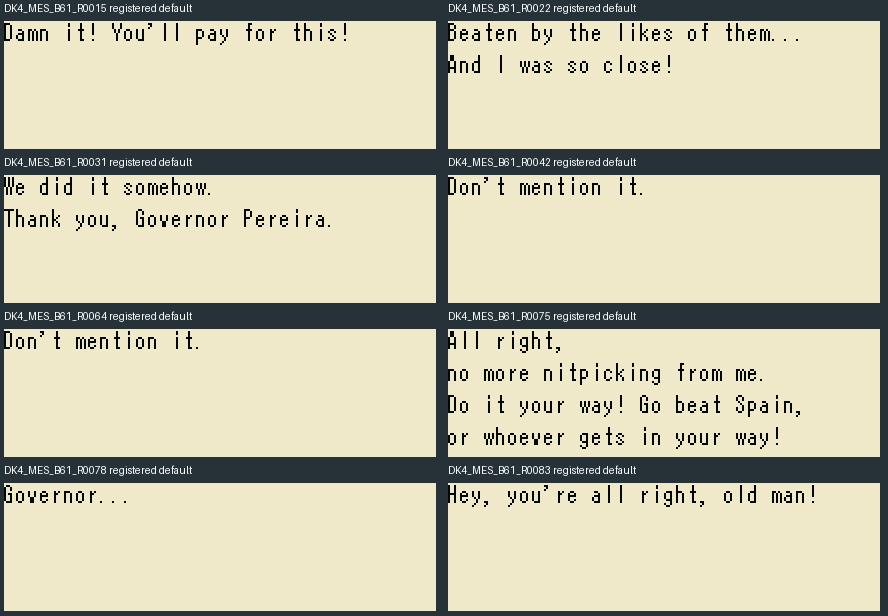 DK4_MES_B61_R0015 registered default
Damn it! You'll pay for this!
DK4_MES_B61_R0022 registered default
Beaten by the likes of them...
And I was so close!
DK4_MES_B61_R0031 registered default
We did it somehow.
Thank you, Governor Pereira.
DK4_MES_B61_R0042 registered default
Don't mention it.
DK4_MES_B61_R0064 registered default
Don't mention it.
DK4_MES_B61_R0075 registered default
All right,
no more nitpicking from me.
Do it your way! Go beat Spain,
or whoever gets in your way!
DK4_MES_B61_R0078 registered default
Governor...
DK4_MES_B61_R0083 registered default
Hey, you're all right, old man!